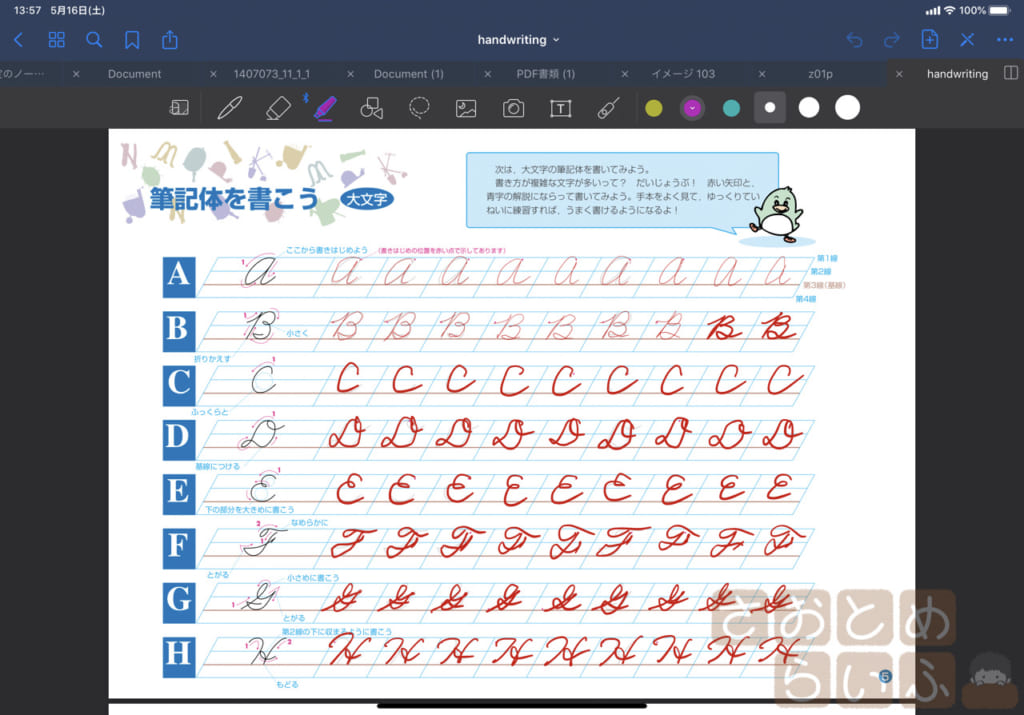 13:57 5月16日(土)
100%
handwriting
Document
1407073_11_1_1
Document (1)
PDF書類 (1)
イメージ 103
z01p
handwriting
筆記体を書こう 大文字
次は、大文字の筆記体を書いてみよう。
書き方が複雑な文字が多いって? だいじょうぶ! 赤い矢印と、
青字の解説にならって書いてみよう。手本をよく見て、ゆっくりてい
ねいに練習すれば、うまく書けるようになるよ!
ここから書きはじめよう (書きはじめの位置を赤い点で示してあります)
A 1 A A A A A A A A A A
第1線
第2線
第3線(基線)
第4線
B 1 B B B B B B B B B B
小さく
折りかえす
C 1 C C C C C C C C C C
ふっくらと
D 1 D D D D D D D D D D
基線につける
E 1 E E E E E E E E E E
下の部分を大きめに書こう
なめらかに
F 2 1 F F F F F F F F F F
とがる
小さめに書こう
G 1 G G G G G G G G G G
とがる
第2線の下に収まるように書こう
H 1 2 H H H H H H H H H H
もどる
5
さおとめ
らいふ